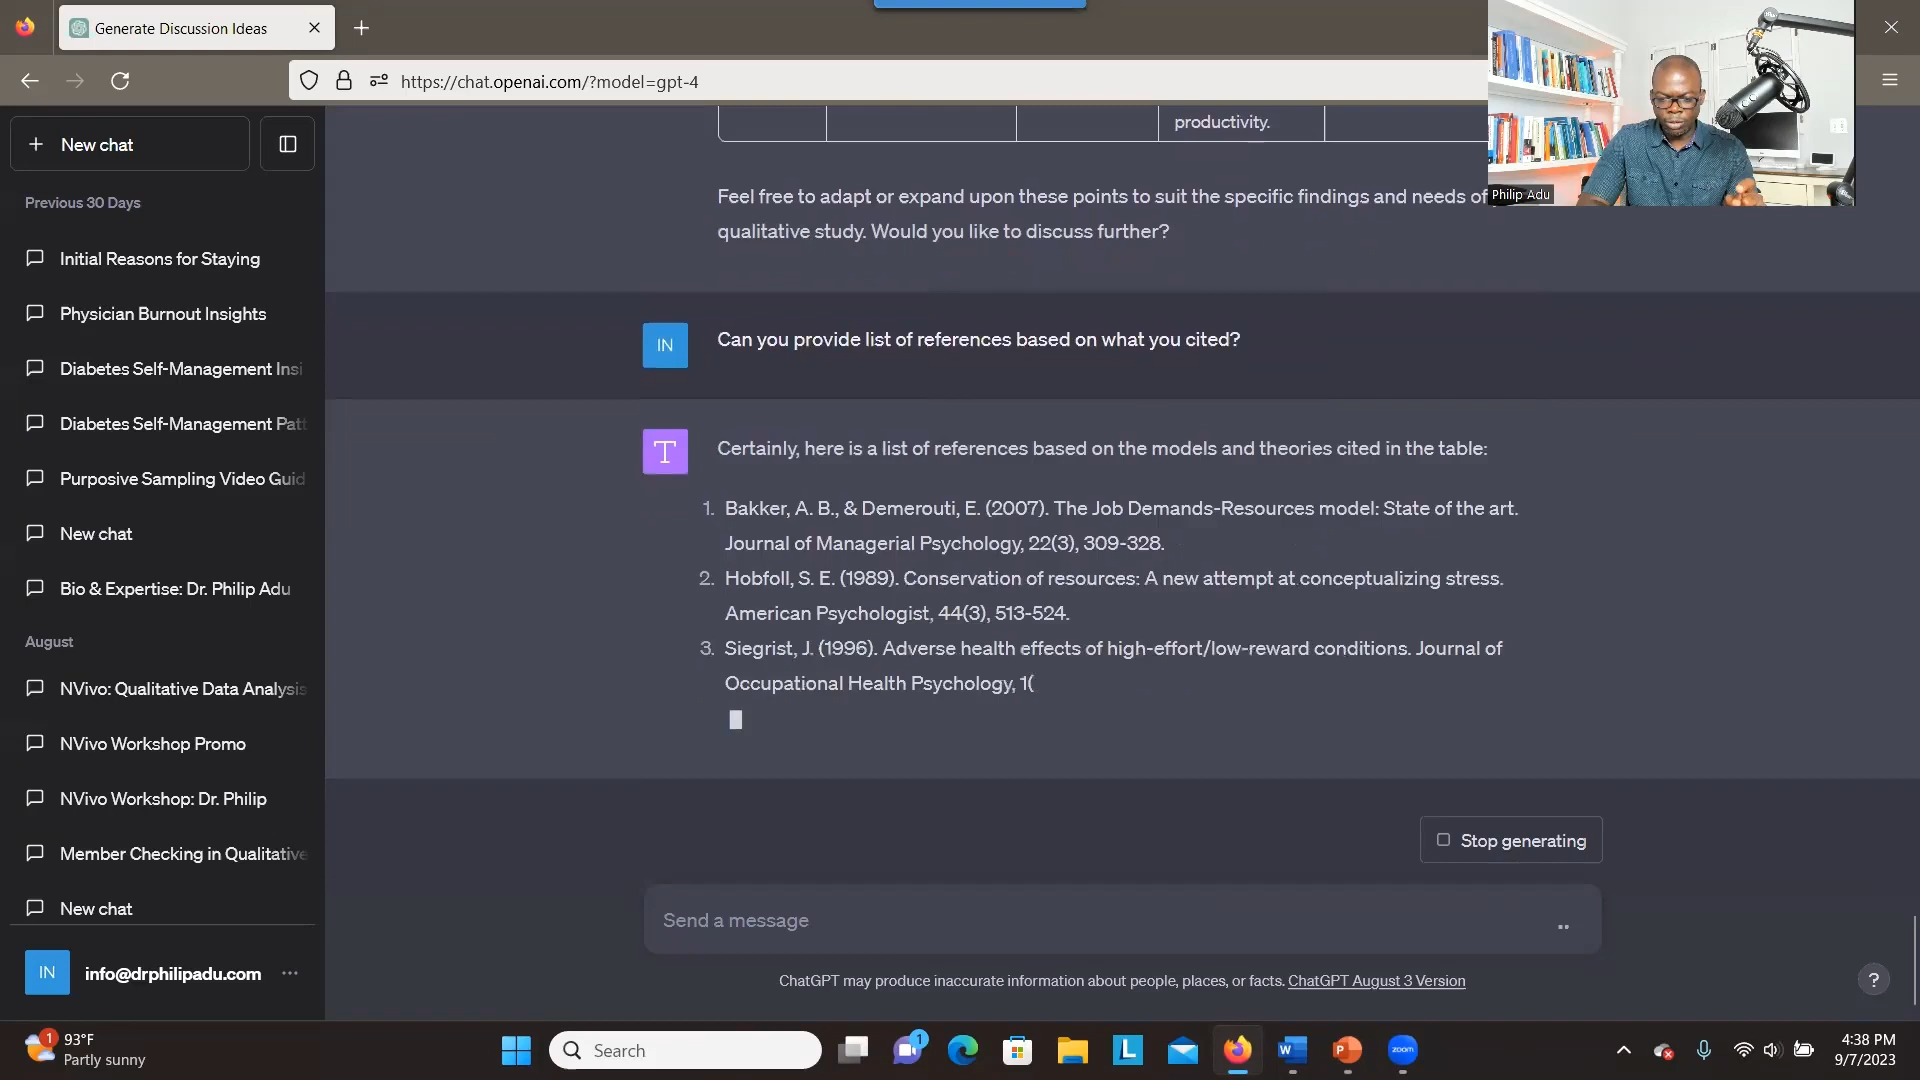 Generate Discussion Ideas
https://chat.openai.com/?model=gpt-4
New chat
Previous 30 Days
Initial Reasons for Staying
Physician Burnout Insights
Diabetes Self-Management Insi
Diabetes Self-Management Patt
Purposive Sampling Video Guid
New chat
Bio & Expertise: Dr. Philip Adu
August
NVivo: Qualitative Data Analysis
NVivo Workshop Promo
NVivo Workshop: Dr. Philip
Member Checking in Qualitative
New chat
IN
info@drphilipadu.com
productivity.
Feel free to adapt or expand upon these points to suit the specific findings and needs of
qualitative study. Would you like to discuss further?
Philip Adu
IN
Can you provide list of references based on what you cited?
T
Certainly, here is a list of references based on the models and theories cited in the table:
1. Bakker, A. B., & Demerouti, E. (2007). The Job Demands-Resources model: State of the art.
Journal of Managerial Psychology, 22(3), 309-328.
2. Hobfoll, S. E. (1989). Conservation of resources: A new attempt at conceptualizing stress.
American Psychologist, 44(3), 513-524.
3. Siegrist, J. (1996). Adverse health effects of high-effort/low-reward conditions. Journal of
Occupational Health Psychology, 1(
Stop generating
Send a message
ChatGPT may produce inaccurate information about people, places, or facts. ChatGPT August 3 Version
?
1
93°F
Partly sunny
Search
1
L
W
P
zoom
4:38 PM
9/7/2023